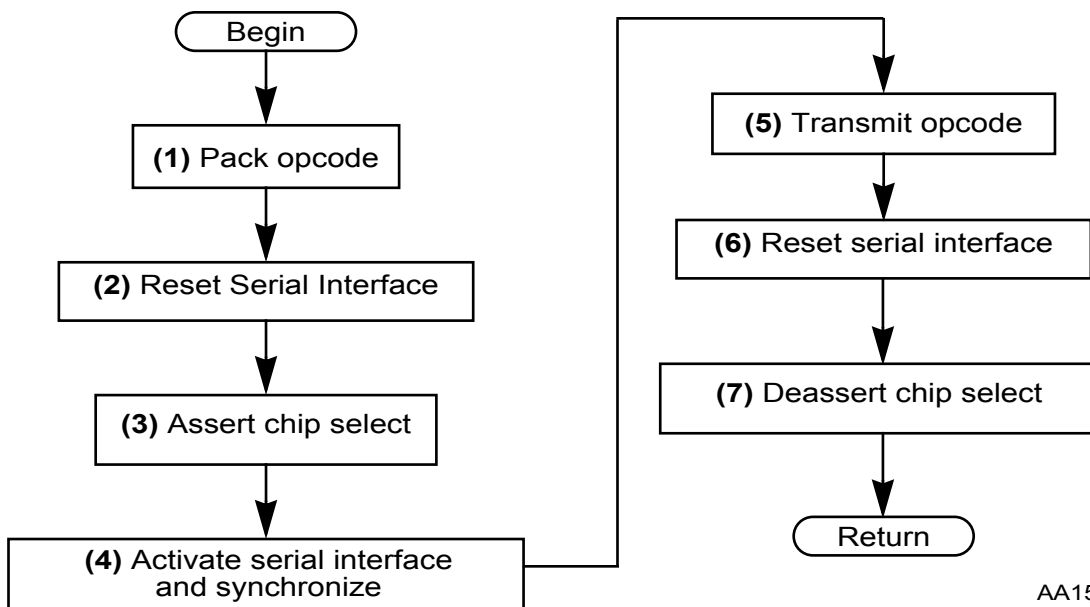 Begin
(1) Pack opcode
(2) Reset Serial Interface
(3) Assert chip select
(4) Activate serial interface
and synchronize
(5) Transmit opcode
(6) Reset serial interface
(7) Deassert chip select
Return
AA15